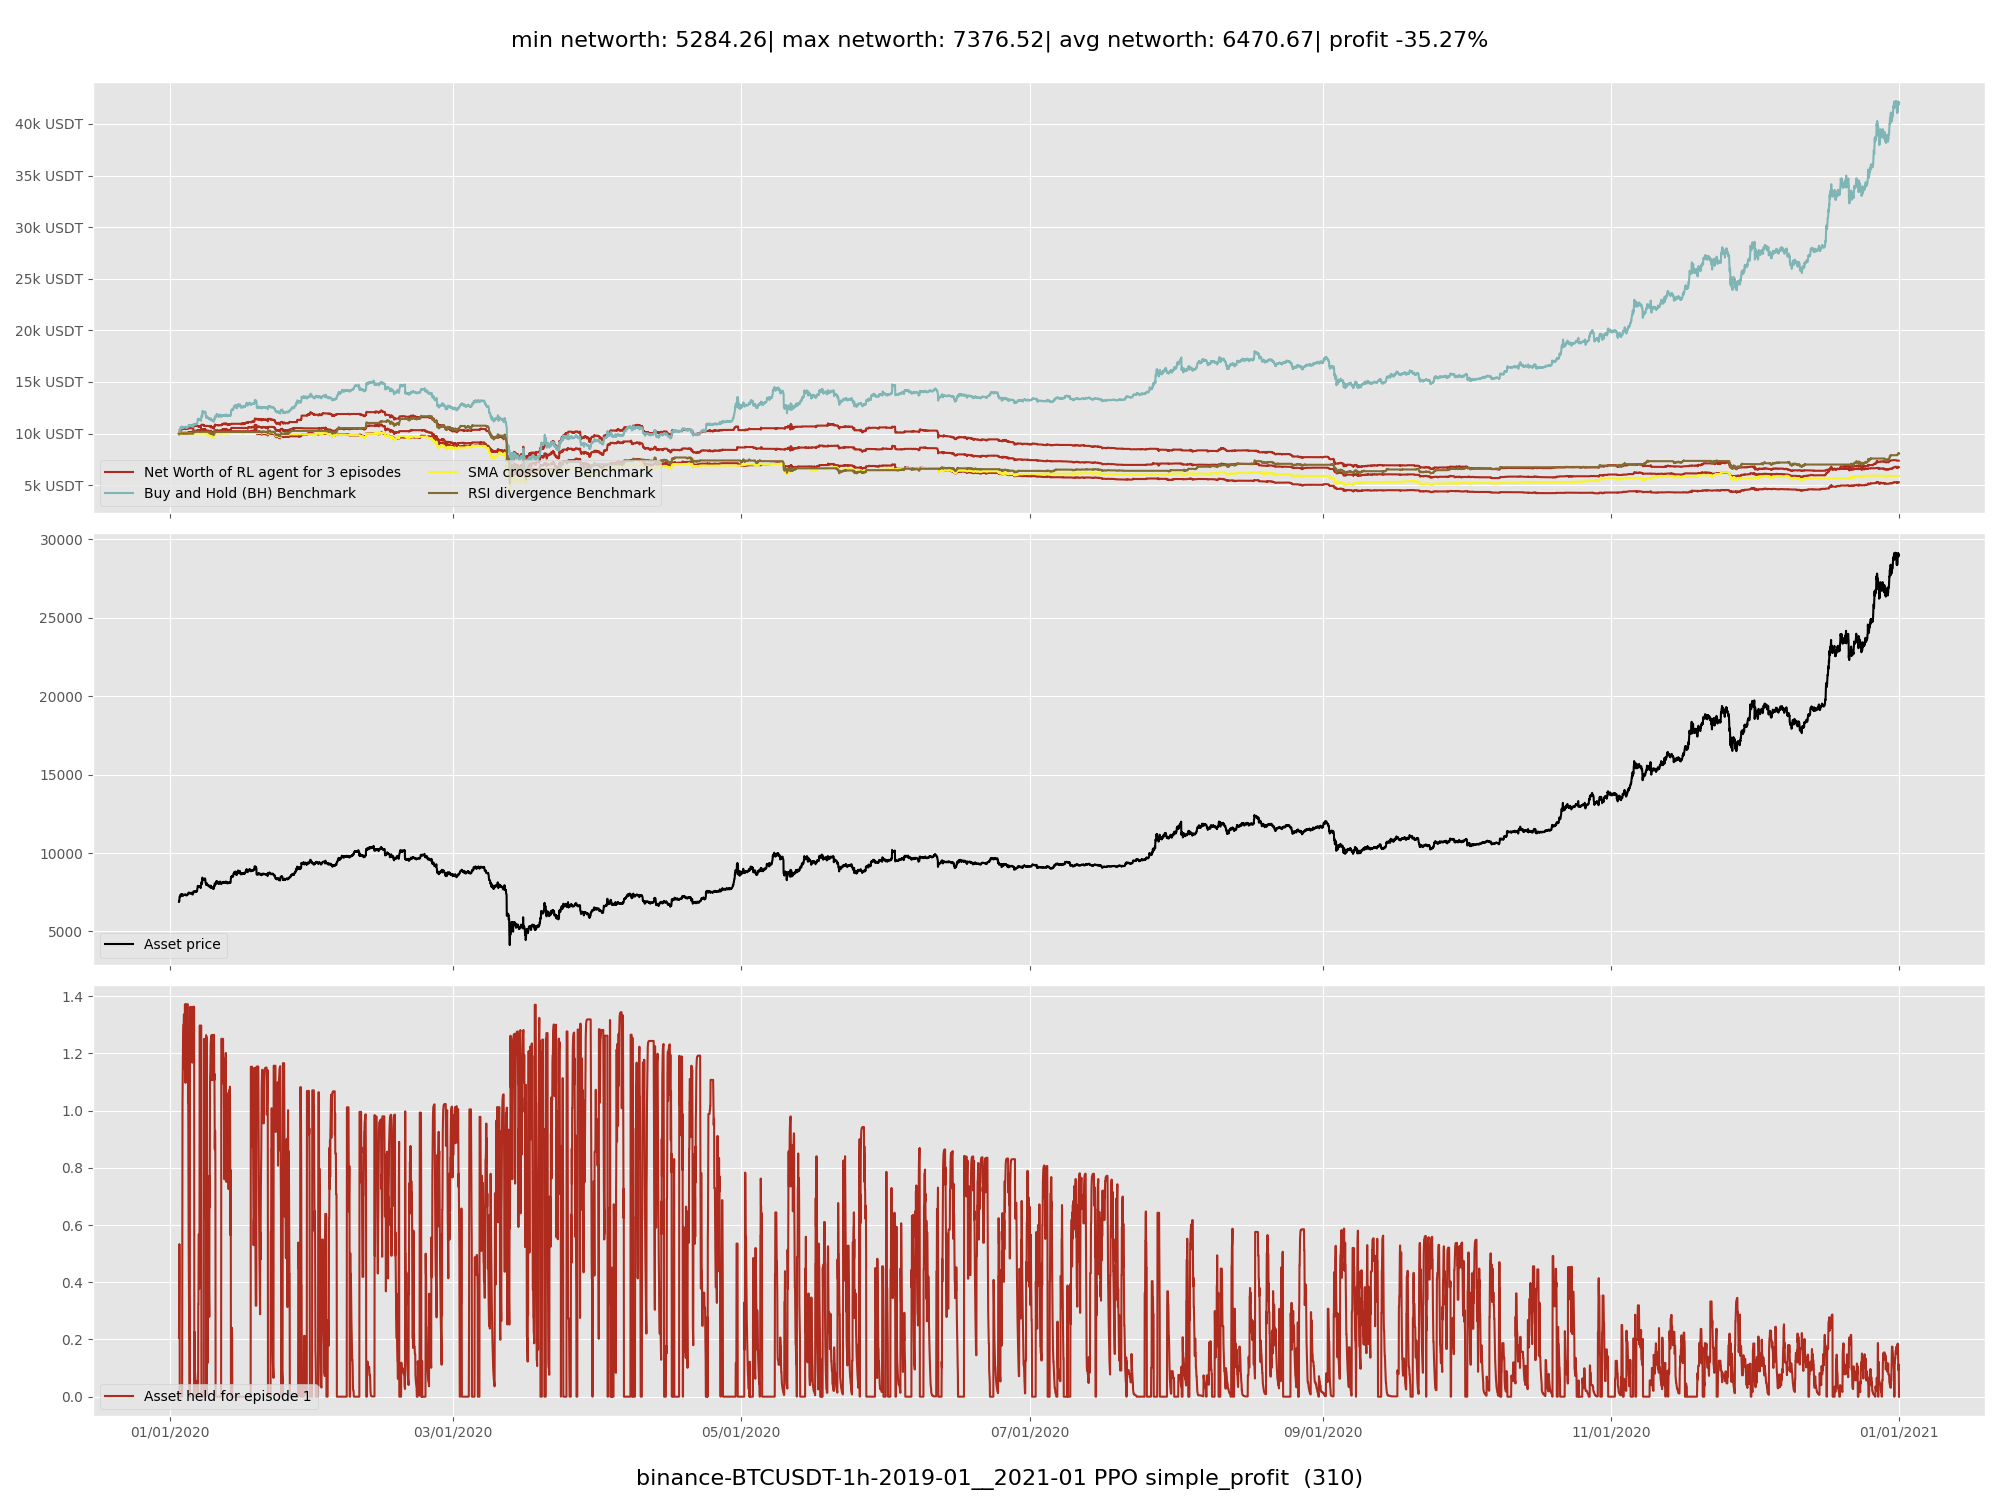 min networth: 5284.26| max networth: 7376.52| avg networth: 6470.67| profit -35.27%
40k USDT
35k USDT
30k USDT
25k USDT
20k USDT
15k USDT
10k USDT
5k USDT
Net Worth of RL agent for 3 episodes
Buy and Hold (BH) Benchmark
SMA crossover Benchmark
RSI divergence Benchmark
30000
25000
20000
15000
10000
5000
Asset price
1.4
1.2
1.0
0.8
0.6
0.4
0.2
0.0
Asset held for episode 1
01/01/2020 03/01/2020 05/01/2020 07/01/2020 09/01/2020 11/01/2020 01/01/2021
binance-BTCUSDT-1h-2019-01__2021-01 PPO simple_profit (310)